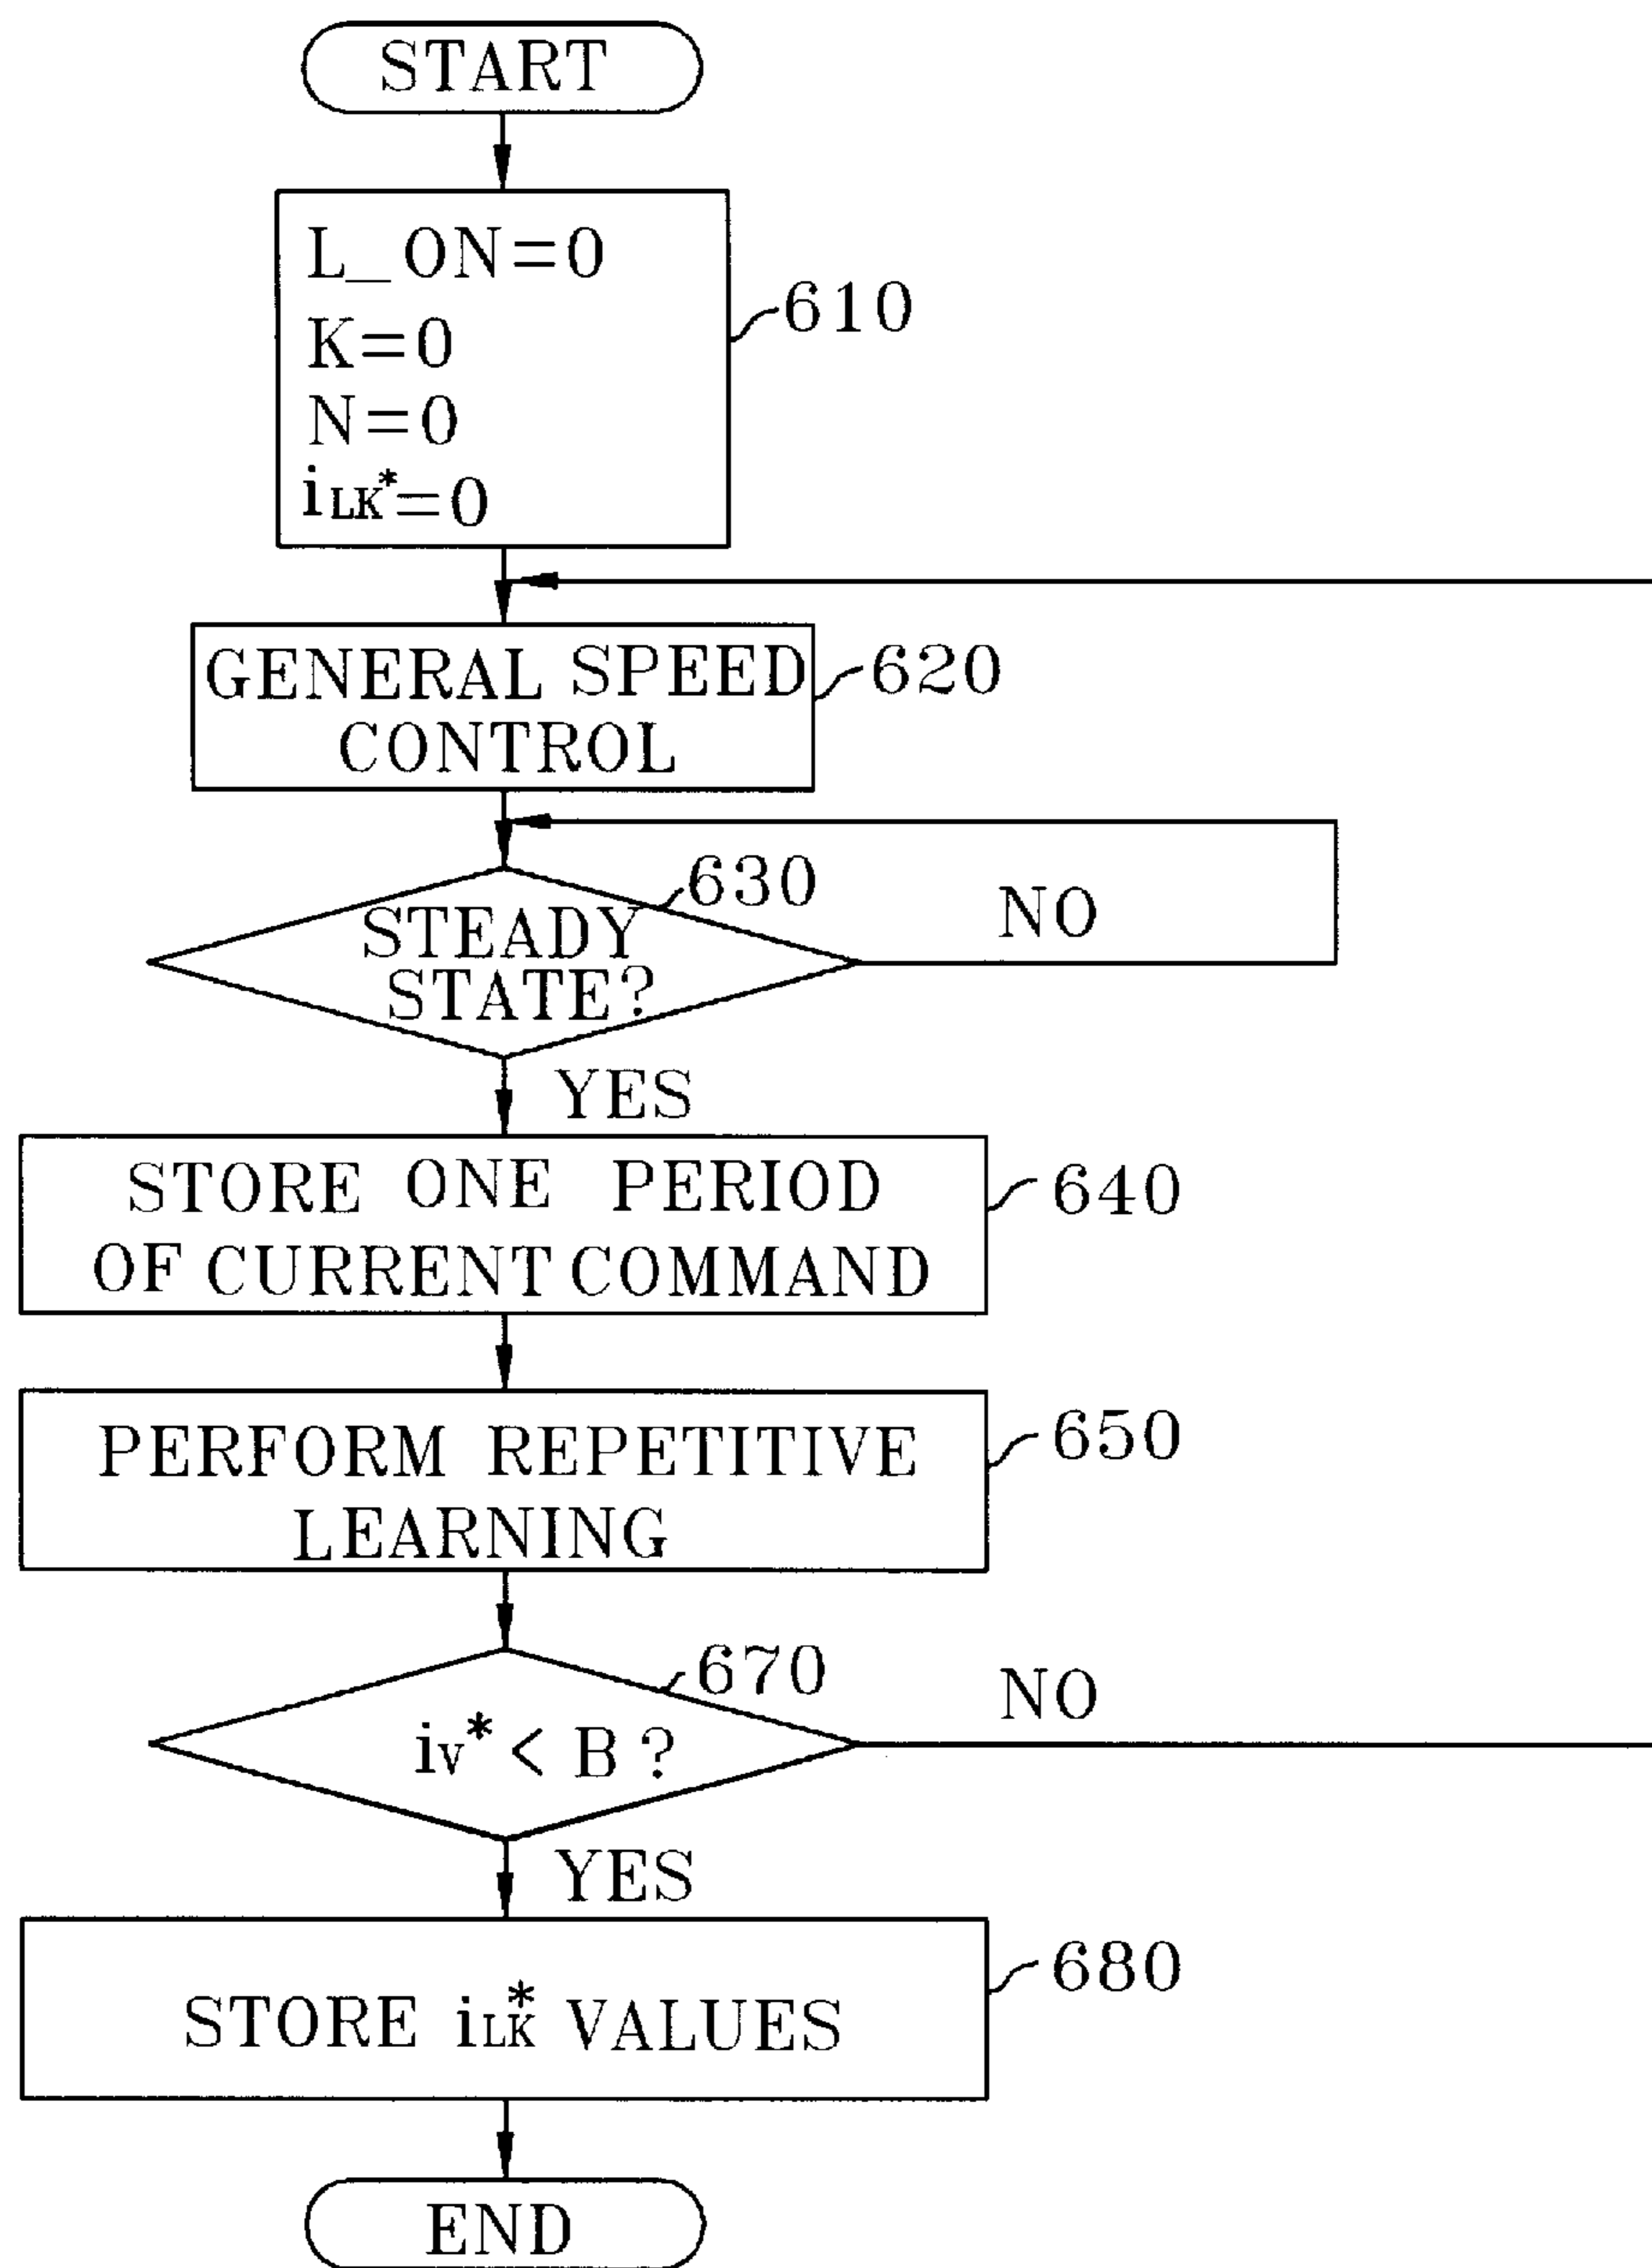 START
L_ON=0
K=0
N=0
iLK*=0
610
GENERAL SPEED
CONTROL
620
630
STEADY
STATE?
NO
YES
STORE ONE PERIOD
OF CURRENT COMMAND
640
PERFORM REPETITIVE
LEARNING
650
670
iv* < B ?
NO
YES
STORE iLK* VALUES
680
END